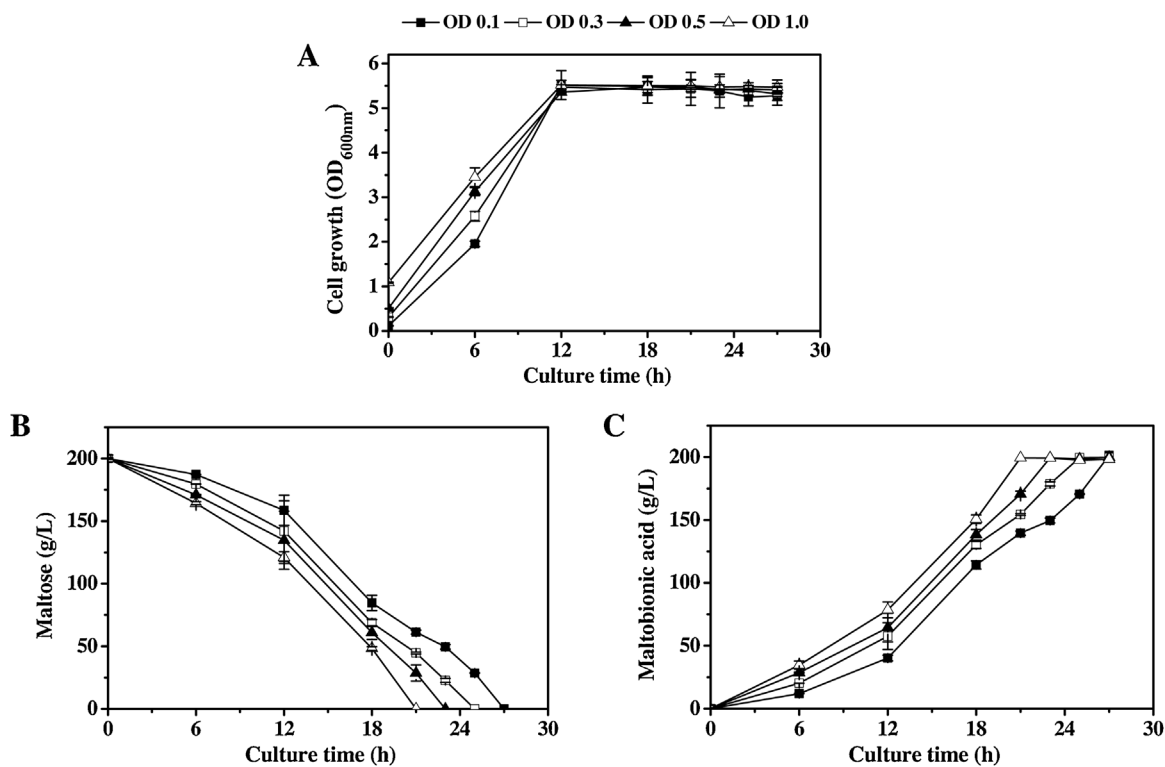 OD 0.1 OD 0.3 OD 0.5 OD 1.0
A
6
5
4
3
2
1
0
Cell growth (OD600nm)
0 6 12 18 24 30
Culture time (h)
B
200
150
100
50
0
Maltose (g/L)
0 6 12 18 24 30
Culture time (h)
C
200
150
100
50
0
Maltobionic acid (g/L)
0 6 12 18 24 30
Culture time (h)